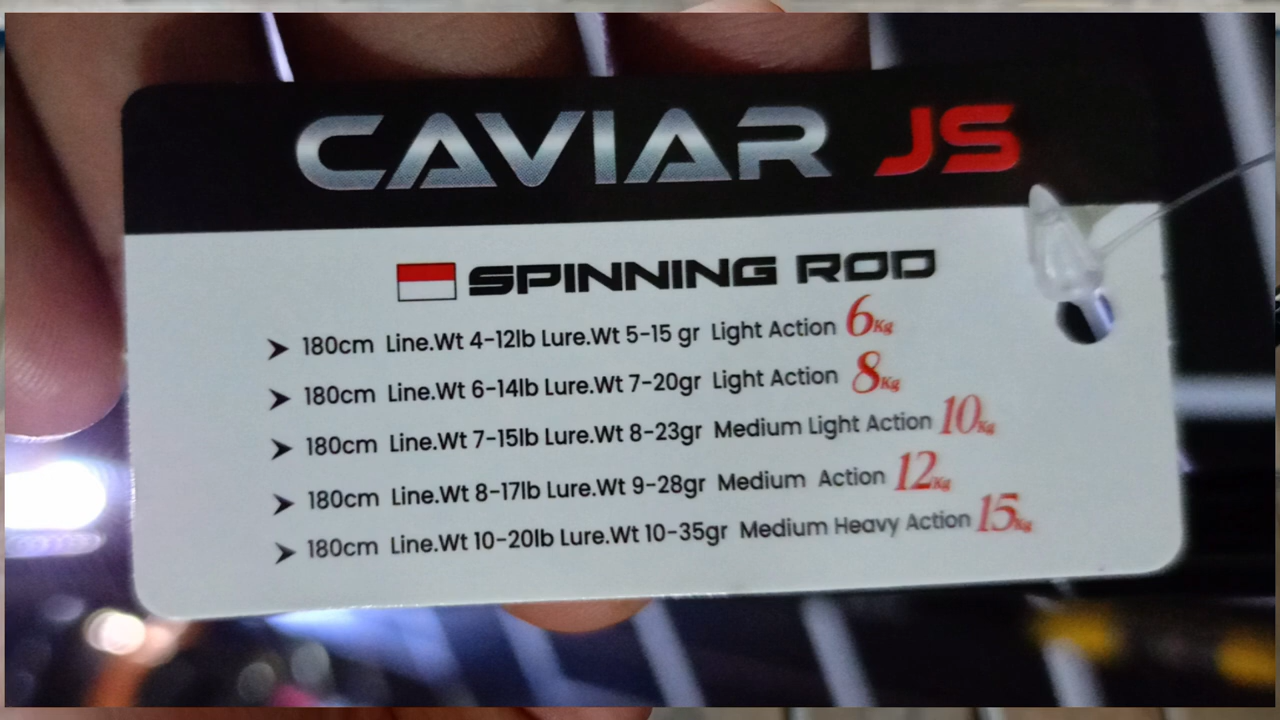 CAVIAR JS
SPINNING ROD
180cm Line.Wt 4-12lb Lure.Wt 5-15 gr Light Action 6Kg
180cm Line.Wt 6-14lb Lure.Wt 7-20gr Light Action 8Kg
180cm Line.Wt 7-15lb Lure.Wt 8-23gr Medium Light Action 10Kg
180cm Line.Wt 8-17lb Lure.Wt 9-28gr Medium Action 12Kg
180cm Line.Wt 10-20lb Lure.Wt 10-35gr Medium Heavy Action 15Kg